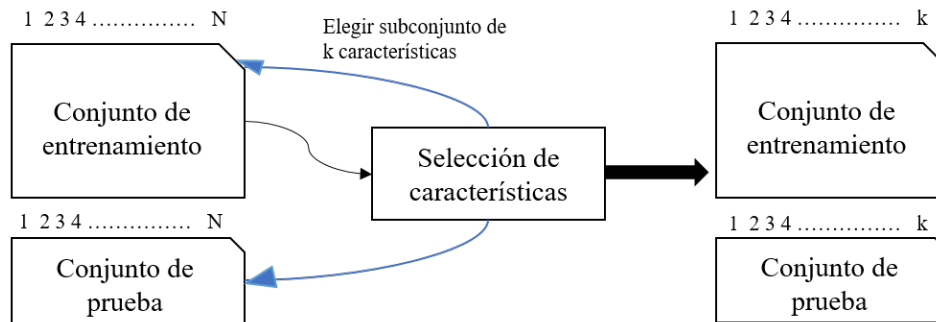 1 2 3 4 ................ N
Elegir subconjunto de
k características
1 2 3 4 ................ k
Conjunto de
entrenamiento
Selección de
características
Conjunto de
entrenamiento
1 2 3 4 ................ N
Conjunto de
prueba
1 2 3 4 ................ k
Conjunto de
prueba